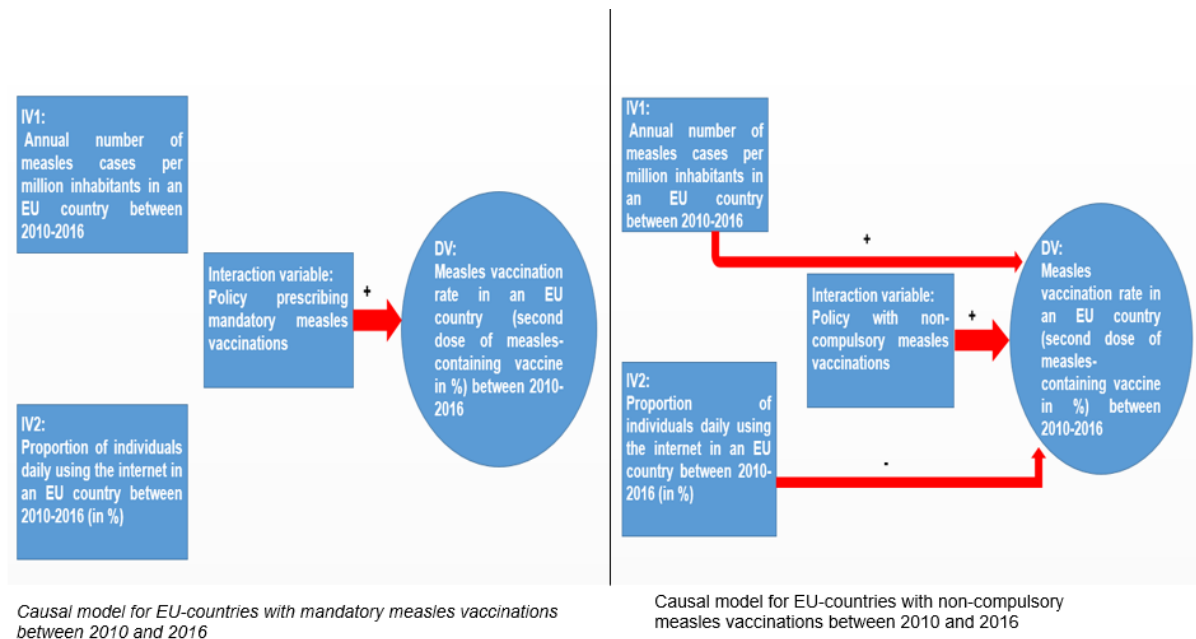 IV1:
Annual number of
measles cases per
million inhabitants in an
EU country between
2010-2016
Interaction variable:
Policy prescribing
mandatory measles
vaccinations
+
DV:
Measles vaccination
rate in an EU
country (second
dose of measles-
containing vaccine
in %) between 2010-
2016
IV2:
Proportion of individuals
daily using the internet in
an EU country between
2010-2016 (in %)
Causal model for EU-countries with mandatory measles vaccinations
between 2010 and 2016
IV1:
Annual number of
measles cases per
million inhabitants in
an EU country
between 2010-2016
+
Interaction variable:
Policy with non-
compulsory measles
vaccinations
+
DV:
Measles
vaccination rate in
an EU country
(second dose of
measles-
containing vaccine
in %) between
2010-2016
IV2:
Proportion of
individuals daily using
the internet in an EU
country between 2010-
2016 (in %)
-
Causal model for EU-countries with non-compulsory
measles vaccinations between 2010 and 2016